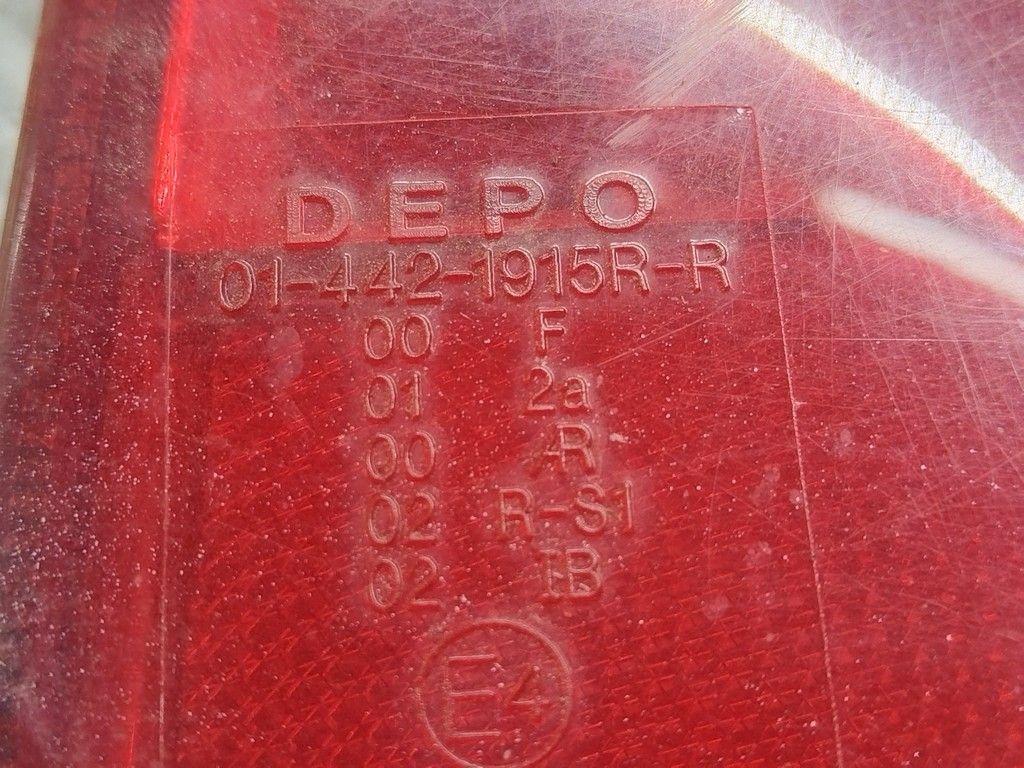 DEPO
01-442-1915R-R
00 F
01 2a
00 AR
02 R-S1
02 IB
E4